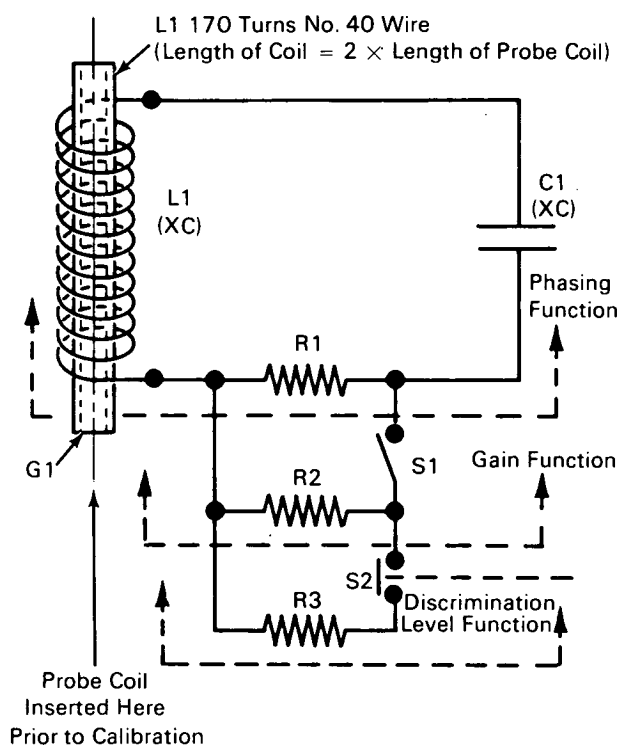 L1 170 Turns No. 40 Wire
(Length of Coil = 2 × Length of Probe Coil)
L1
(XC)
C1
(XC)
Phasing
Function
R1
G1
S1
Gain Function
R2
S2
R3
Discrimination
Level Function
Probe Coil
Inserted Here
Prior to Calibration